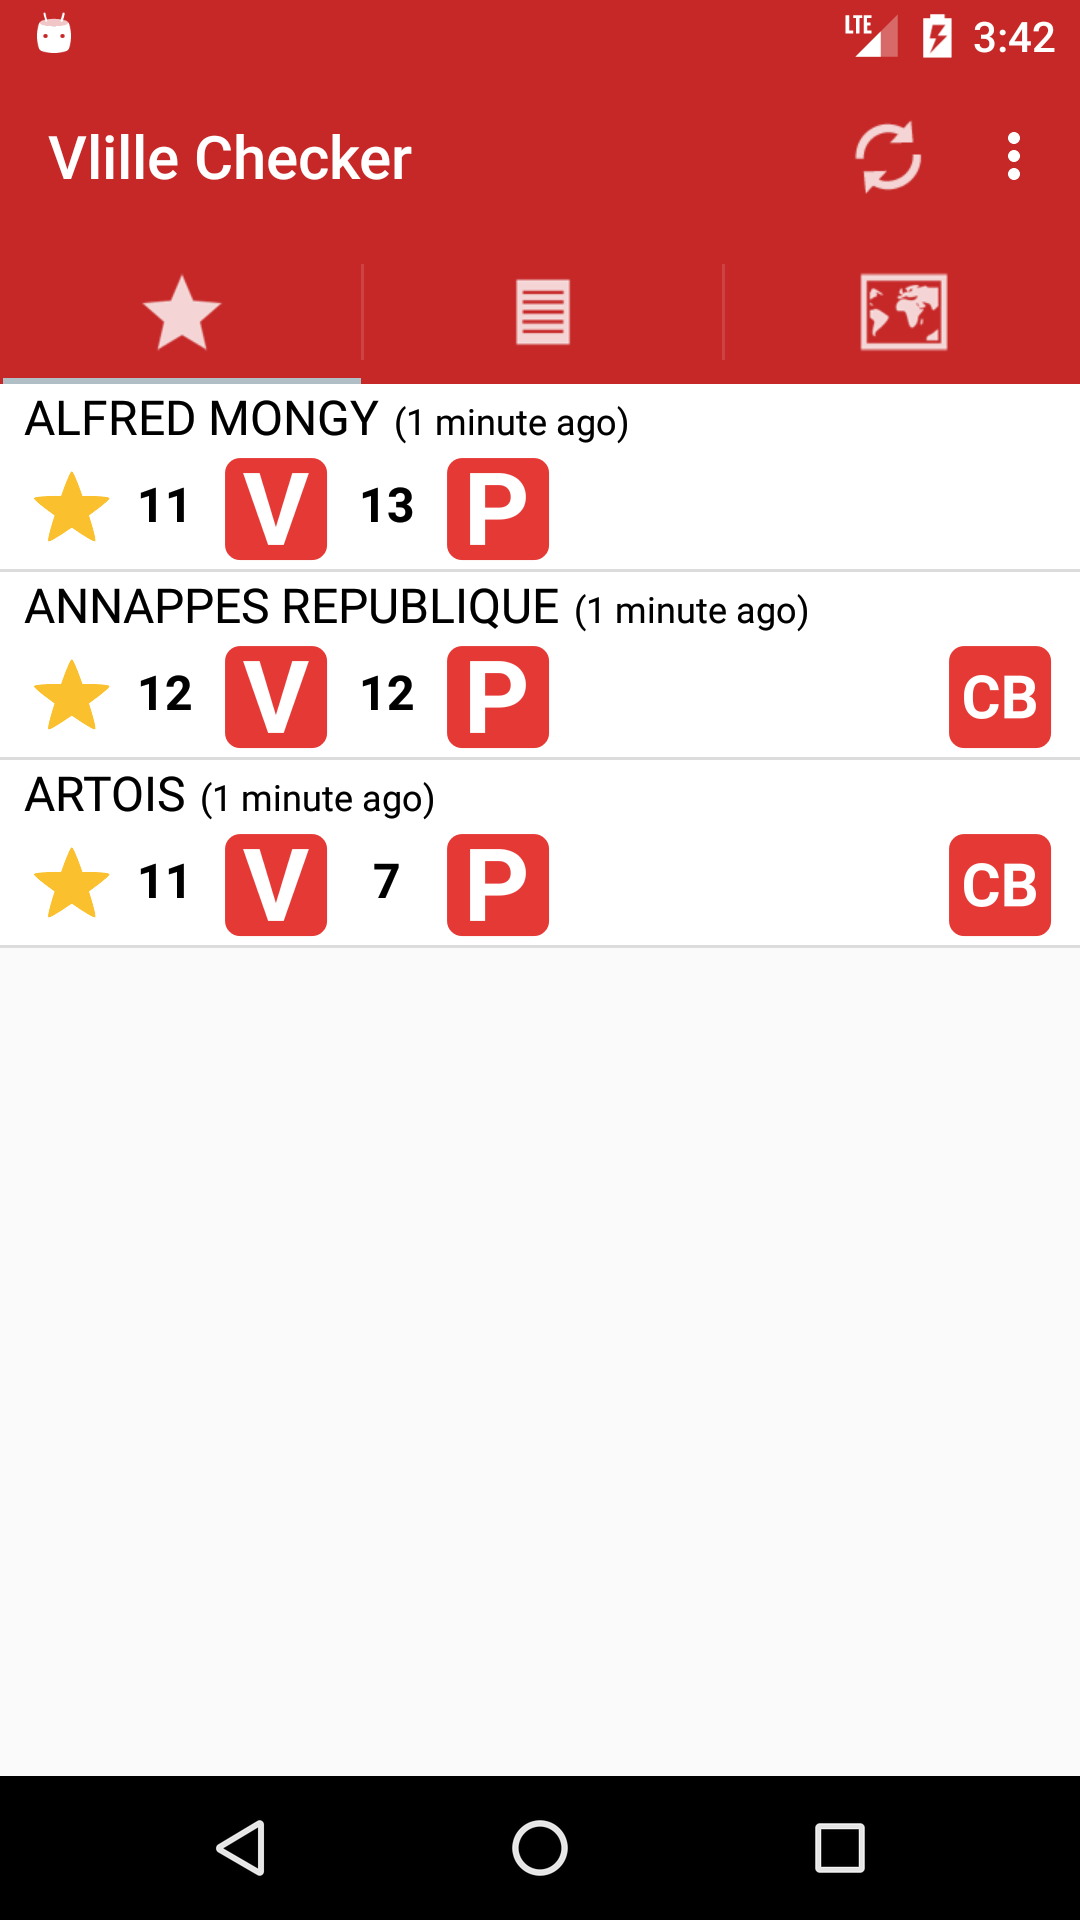 LTE 3:42
Vlille Checker
ALFRED MONGY (1 minute ago)
11 V 13 P
ANNAPPES REPUBLIQUE (1 minute ago)
12 V 12 P CB
ARTOIS (1 minute ago)
11 V 7 P CB